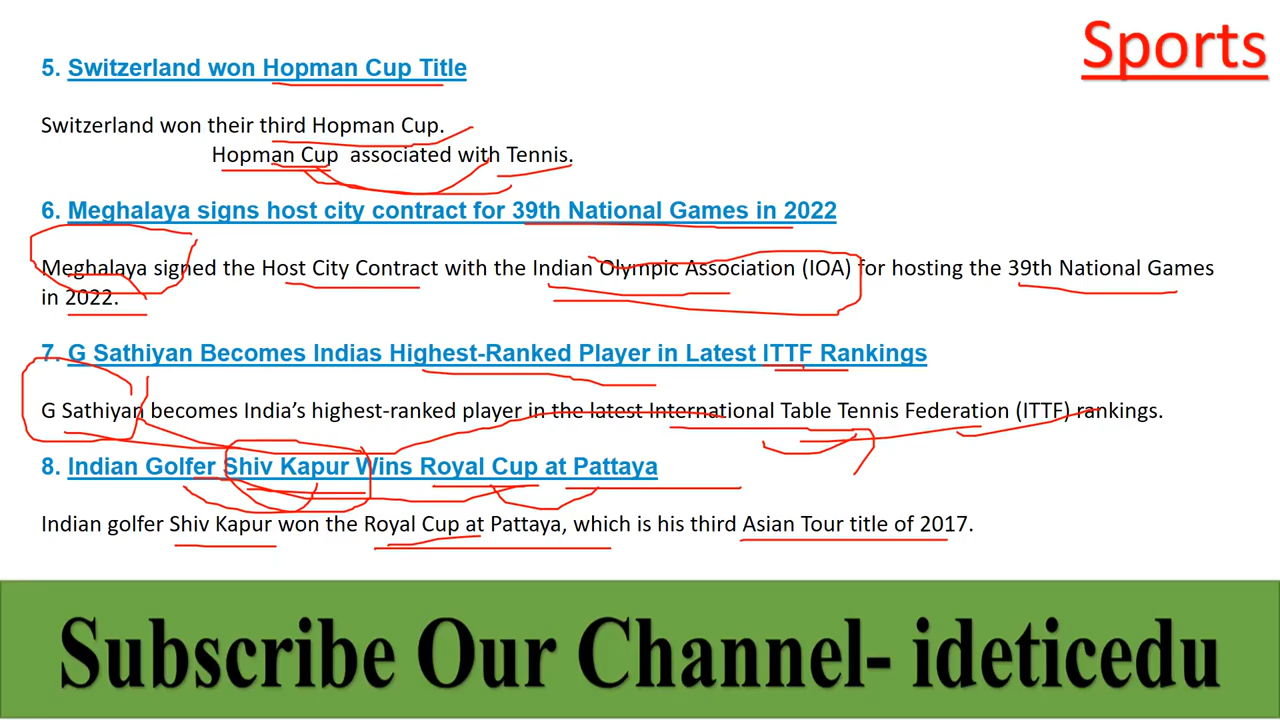 Sports
5. Switzerland won Hopman Cup Title
Switzerland won their third Hopman Cup.
Hopman Cup associated with Tennis.
6. Meghalaya signs host city contract for 39th National Games in 2022
Meghalaya signed the Host City Contract with the Indian Olympic Association (IOA) for hosting the 39th National Games
in 2022.
7. G Sathiyan Becomes Indias Highest-Ranked Player in Latest ITTF Rankings
G Sathiyan becomes India’s highest-ranked player in the latest International Table Tennis Federation (ITTF) rankings.
8. Indian Golfer Shiv Kapur Wins Royal Cup at Pattaya
Indian golfer Shiv Kapur won the Royal Cup at Pattaya, which is his third Asian Tour title of 2017.
Subscribe Our Channel- ideticedu